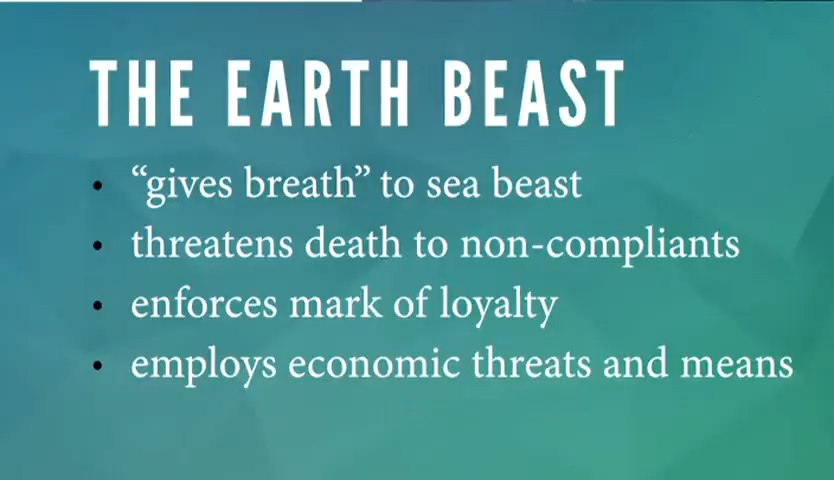 THE EARTH BEAST
• “gives breath” to sea beast
• threatens death to non-compliants
• enforces mark of loyalty
• employs economic threats and means